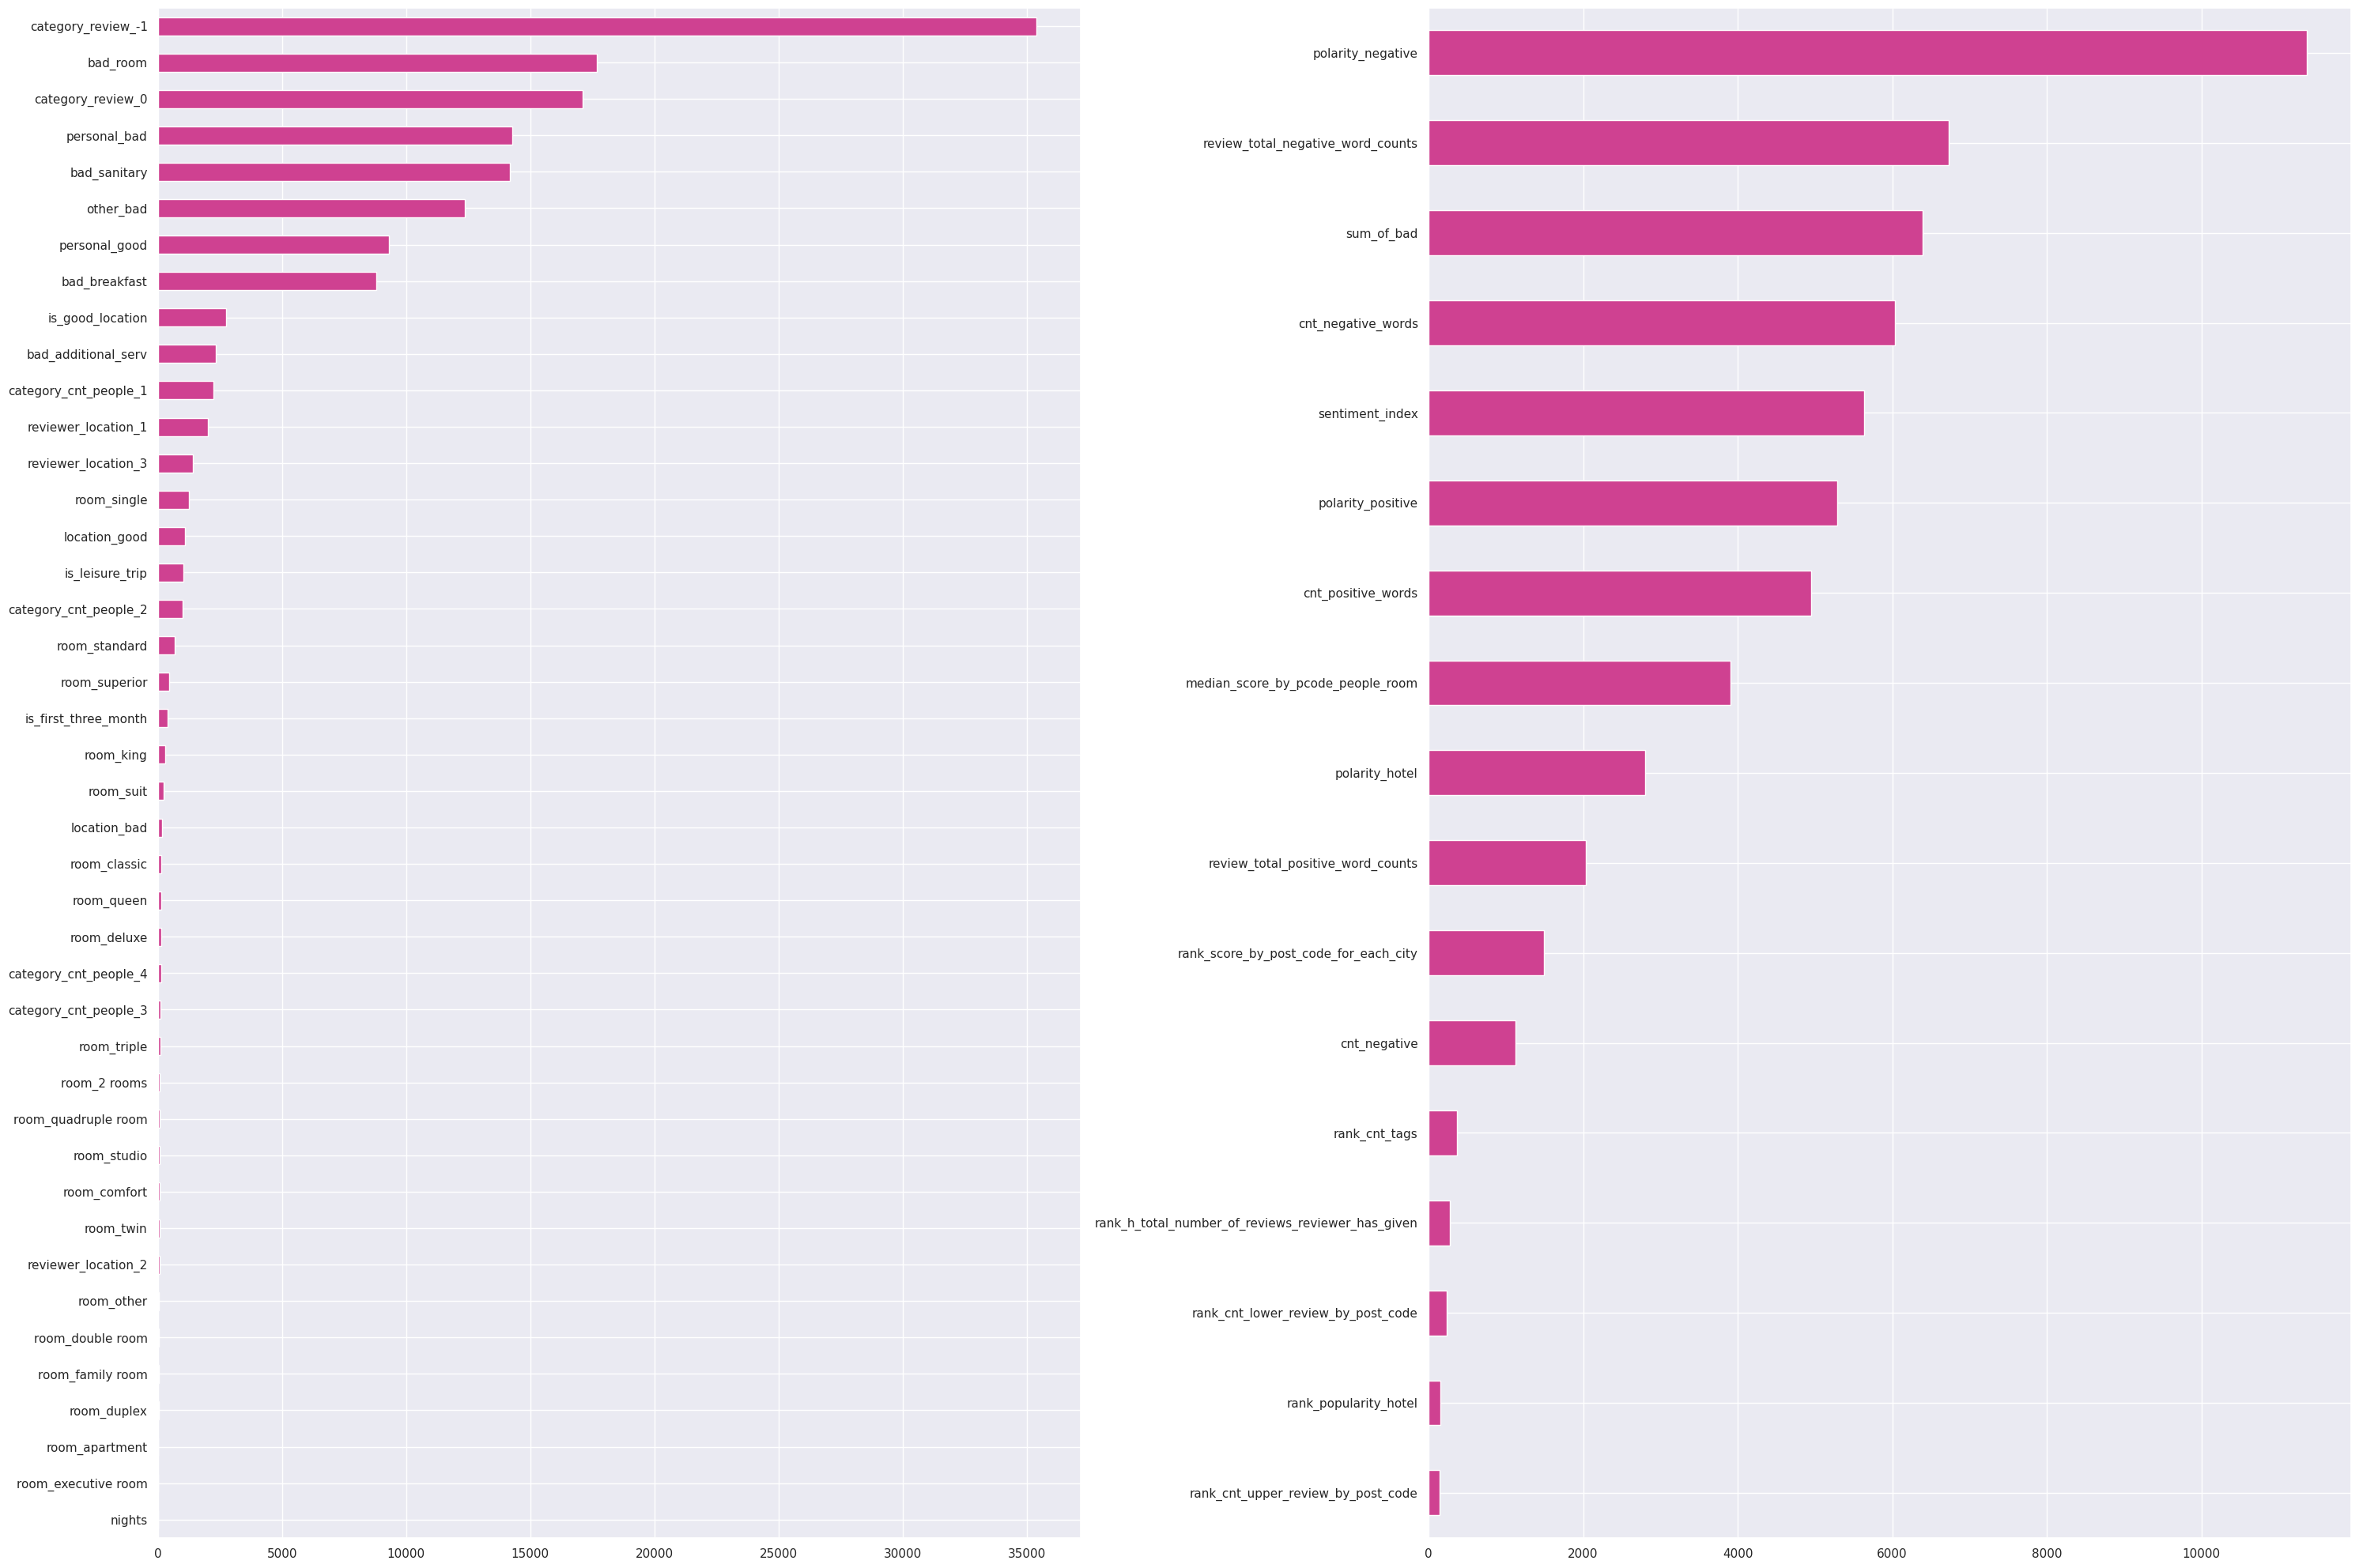 category_review_-1
bad_room
category_review_0
personal_bad
bad_sanitary
other_bad
personal_good
bad_breakfast
is_good_location
bad_additional_serv
category_cnt_people_1
reviewer_location_1
reviewer_location_3
room_single
location_good
is_leisure_trip
category_cnt_people_2
room_standard
room_superior
is_first_three_month
room_king
room_suit
location_bad
room_classic
room_queen
room_deluxe
category_cnt_people_4
category_cnt_people_3
room_triple
room_2 rooms
room_quadruple room
room_studio
room_comfort
room_twin
reviewer_location_2
room_other
room_double room
room_family room
room_duplex
room_apartment
room_executive room
nights
0 5000 10000 15000 20000 25000 30000 35000
polarity_negative
review_total_negative_word_counts
sum_of_bad
cnt_negative_words
sentiment_index
polarity_positive
cnt_positive_words
median_score_by_pcode_people_room
polarity_hotel
review_total_positive_word_counts
rank_score_by_post_code_for_each_city
cnt_negative
rank_cnt_tags
rank_h_total_number_of_reviews_reviewer_has_given
rank_cnt_lower_review_by_post_code
rank_popularity_hotel
rank_cnt_upper_review_by_post_code
0 2000 4000 6000 8000 10000